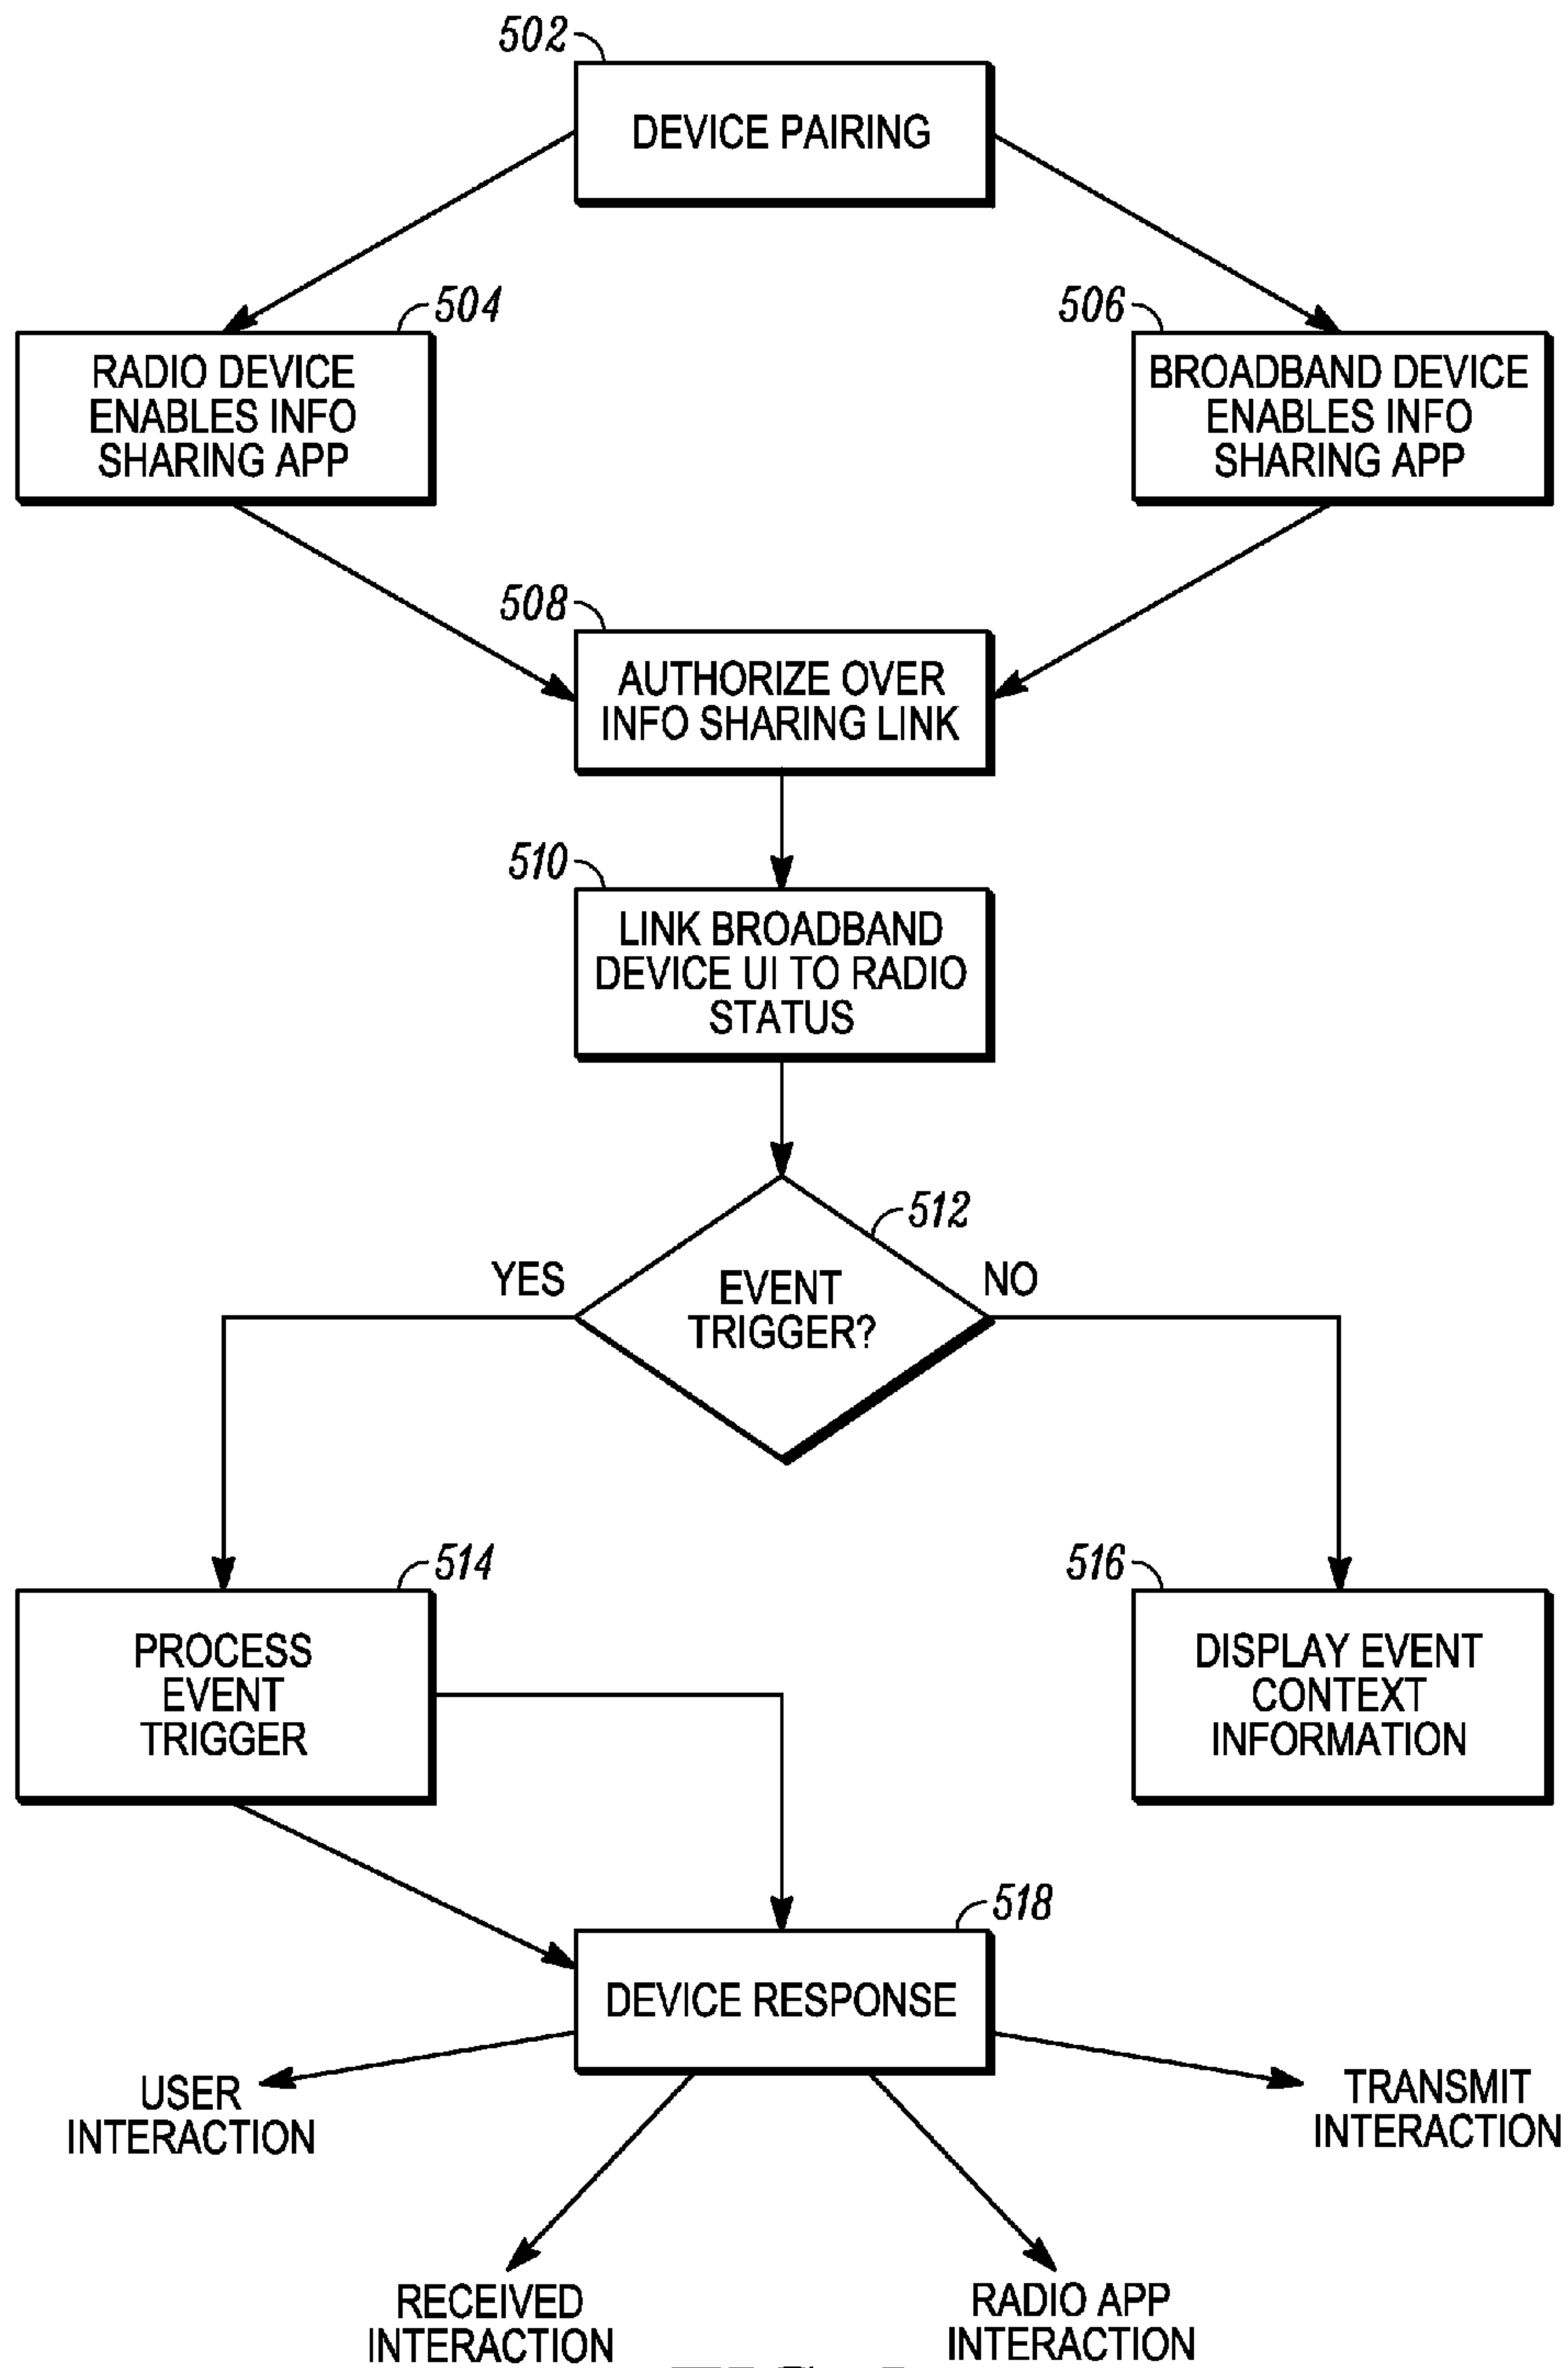 502
DEVICE PAIRING
504
RADIO DEVICE
ENABLES INFO
SHARING APP
506
BROADBAND DEVICE
ENABLES INFO
SHARING APP
508
AUTHORIZE OVER
INFO SHARING LINK
510
LINK BROADBAND
DEVICE UI TO RADIO
STATUS
512
EVENT
TRIGGER?
YES
NO
514
PROCESS
EVENT
TRIGGER
516
DISPLAY EVENT
CONTEXT
INFORMATION
518
DEVICE RESPONSE
USER
INTERACTION
TRANSMIT
INTERACTION
RECEIVED
INTERACTION
RADIO APP
INTERACTION